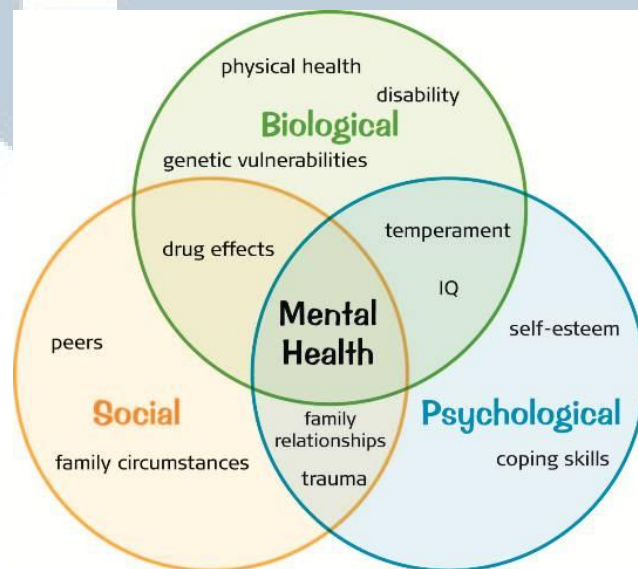 physical health
disability
Biological
genetic vulnerabilities
drug effects
temperament
IQ
Mental
Health
self-esteem
peers
Social
family circumstances
family
relationships
trauma
Psychological
coping skills